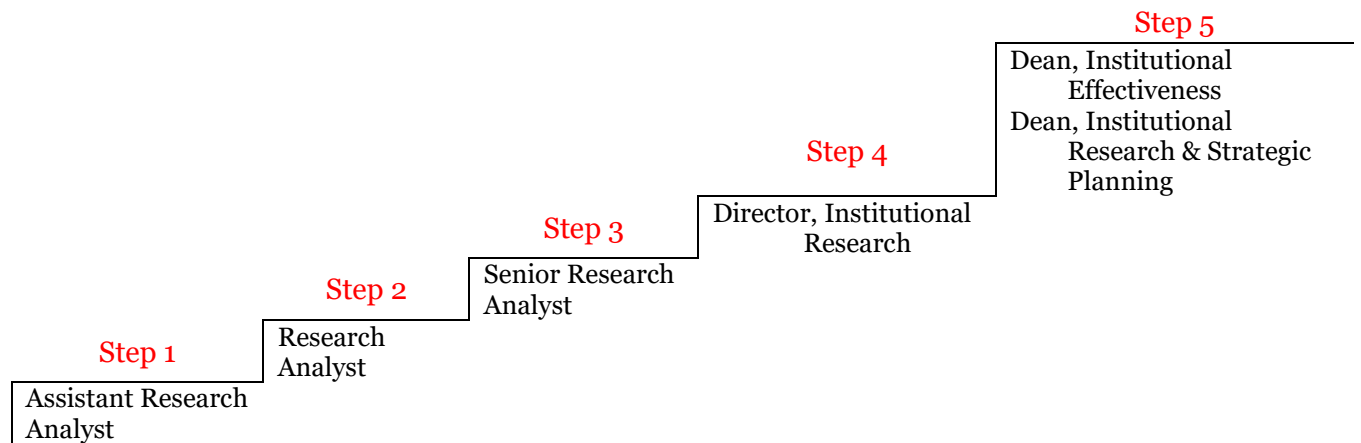 Step 5
Dean, Institutional
Effectiveness
Dean, Institutional
Research & Strategic
Planning
Step 4
Director, Institutional
Research
Step 3
Senior Research
Analyst
Step 2
Research
Analyst
Step 1
Assistant Research
Analyst